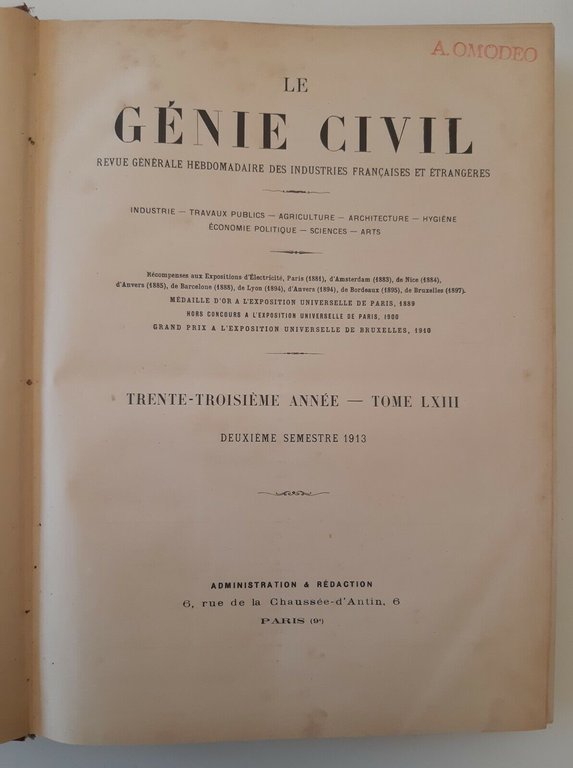 A. OMODEO
LE
GÉNIE CIVIL
REVUE GÉNÉRALE HEBDOMADAIRE DES INDUSTRIES FRANÇAISES ET ÉTRANGÈRES
INDUSTRIE — TRAVAUX PUBLICS — AGRICULTURE — ARCHITECTURE — HYGIÈNE
ÉCONOMIE POLITIQUE — SCIENCES — ARTS
Récompenses aux Expositions d'Électricité, Paris (1881), d'Amsterdam (1883), de Nice (1884),
d'Anvers (1885), de Barcelone (1888), de Lyon (1894), d'Anvers (1894), de Bordeaux (1895), de Bruxelles (1897).
MÉDAILLE D'OR A L'EXPOSITION UNIVERSELLE DE PARIS, 1889
HORS CONCOURS A L'EXPOSITION UNIVERSELLE DE PARIS, 1900
GRAND PRIX A L'EXPOSITION UNIVERSELLE DE BRUXELLES, 1910
TRENTE-TROISIÈME ANNÉE — TOME LXIII
DEUXIÈME SEMESTRE 1913
ADMINISTRATION & RÉDACTION
6, rue de la Chaussée-d'Antin, 6
PARIS (9e)